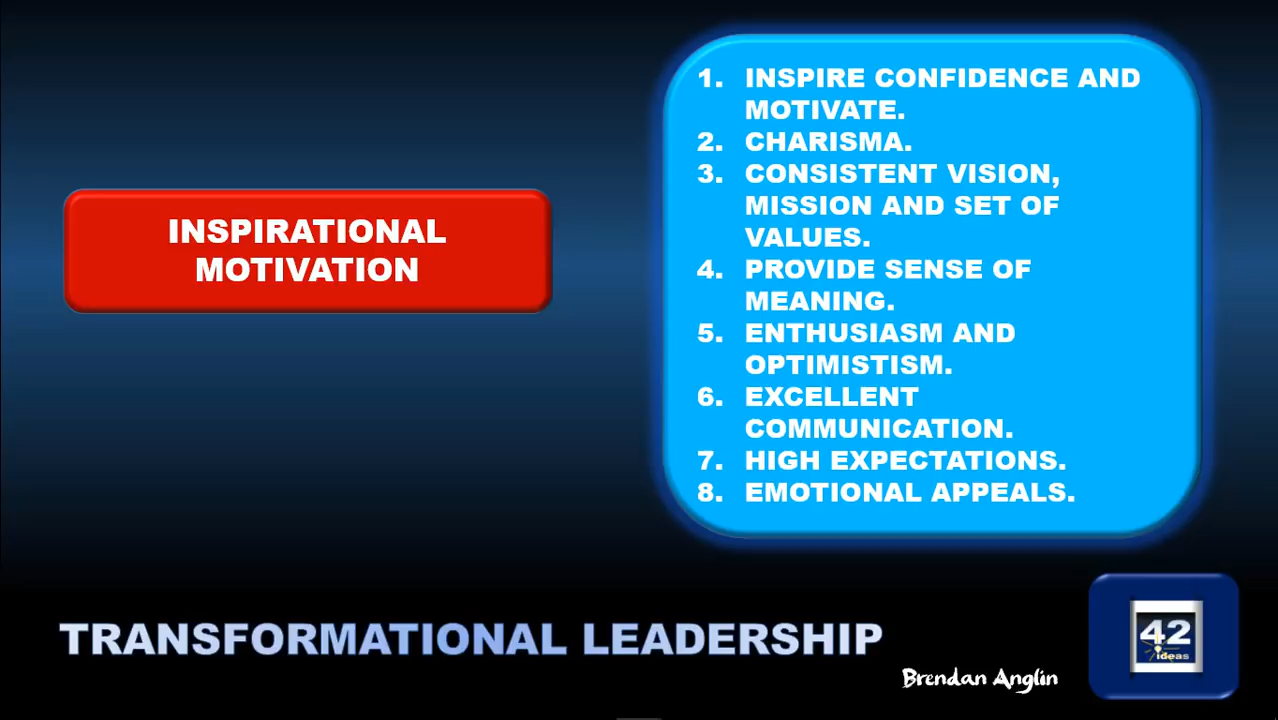 INSPIRATIONAL
MOTIVATION
1. INSPIRE CONFIDENCE AND
MOTIVATE.
2. CHARISMA.
3. CONSISTENT VISION,
MISSION AND SET OF
VALUES.
4. PROVIDE SENSE OF
MEANING.
5. ENTHUSIASM AND
OPTIMISTISM.
6. EXCELLENT
COMMUNICATION.
7. HIGH EXPECTATIONS.
8. EMOTIONAL APPEALS.
TRANSFORMATIONAL LEADERSHIP
Brendan Anglin
42
ideas